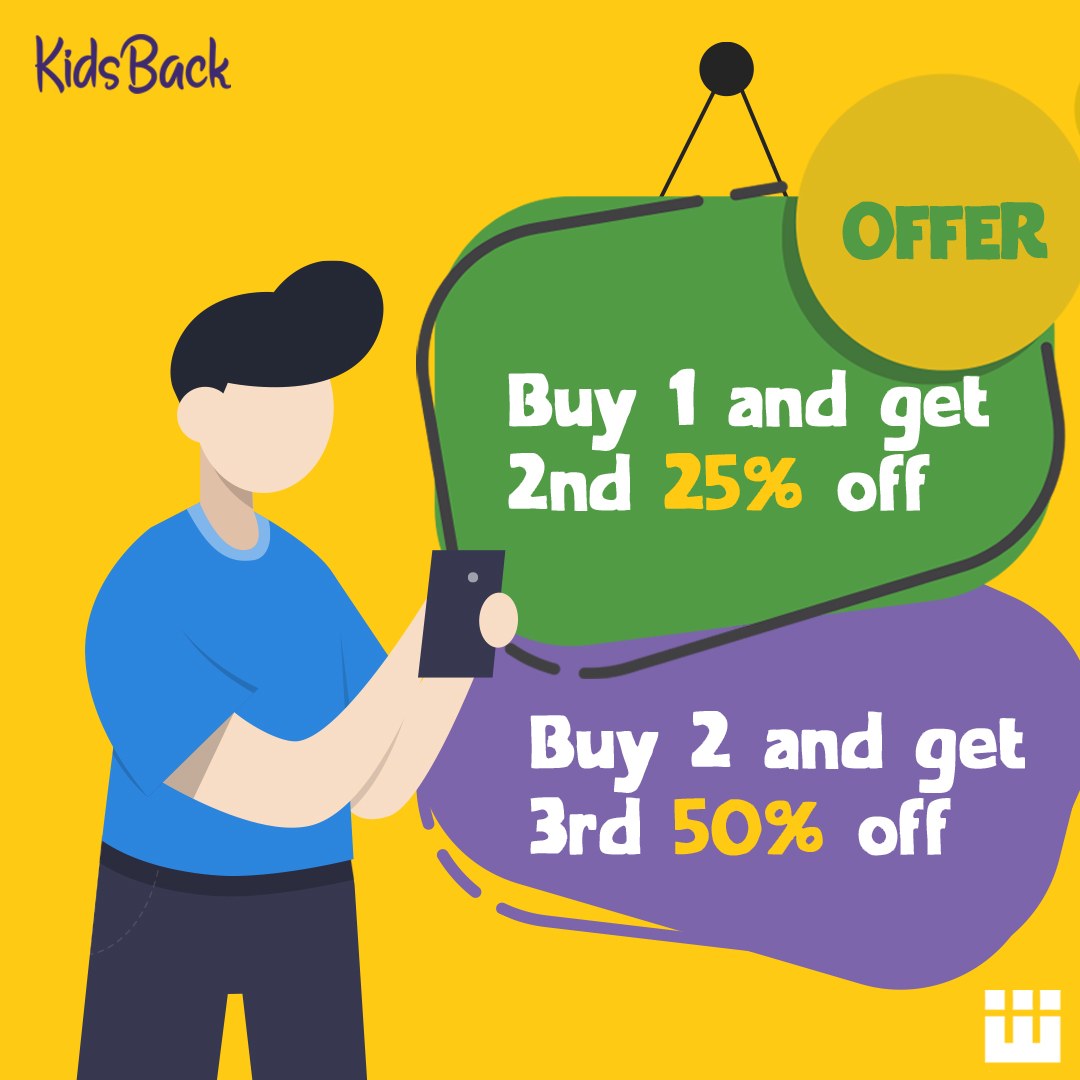 KidsBack
OFFER
Buy 1 and get
2nd 25% off
Buy 2 and get
3rd 50% off